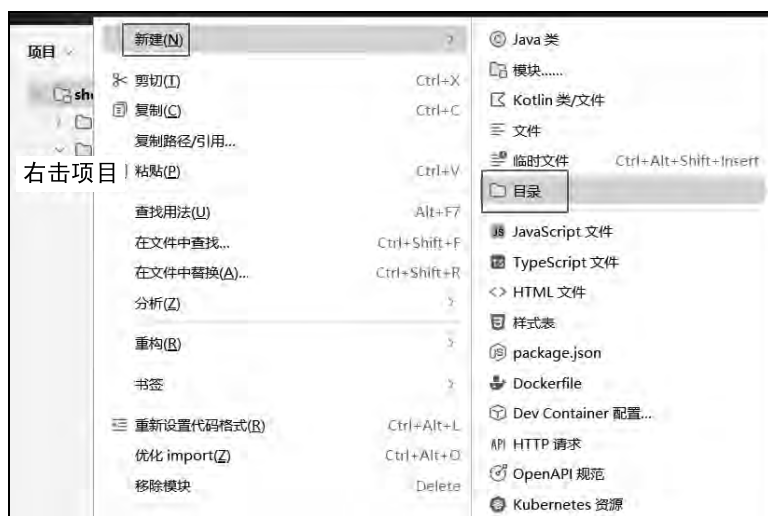 项目
sh
右击项目
新建(N)
剪切(T) Ctrl+X
复制(C) Ctrl+C
复制路径/引用...
粘贴(P) Ctrl+V
查找用法(U) Alt+F7
在文件中查找... Ctrl+Shift+F
在文件中替换(A)... Ctrl+Shift+R
分析(Z)
重构(R)
书签
重新设置代码格式(R) Ctrl+Alt+L
优化 import(Z) Ctrl+Alt+O
移除模块 Delete
Java 类
模块......
Kotlin 类/文件
文件
临时文件 Ctrl+Alt+Shift+Insert
目录
JS JavaScript 文件
TypeScript 文件
<> HTML 文件
样式表
JS package.json
Dockerfile
Dev Container 配置...
API HTTP 请求
OpenAPI 规范
Kubernetes 资源